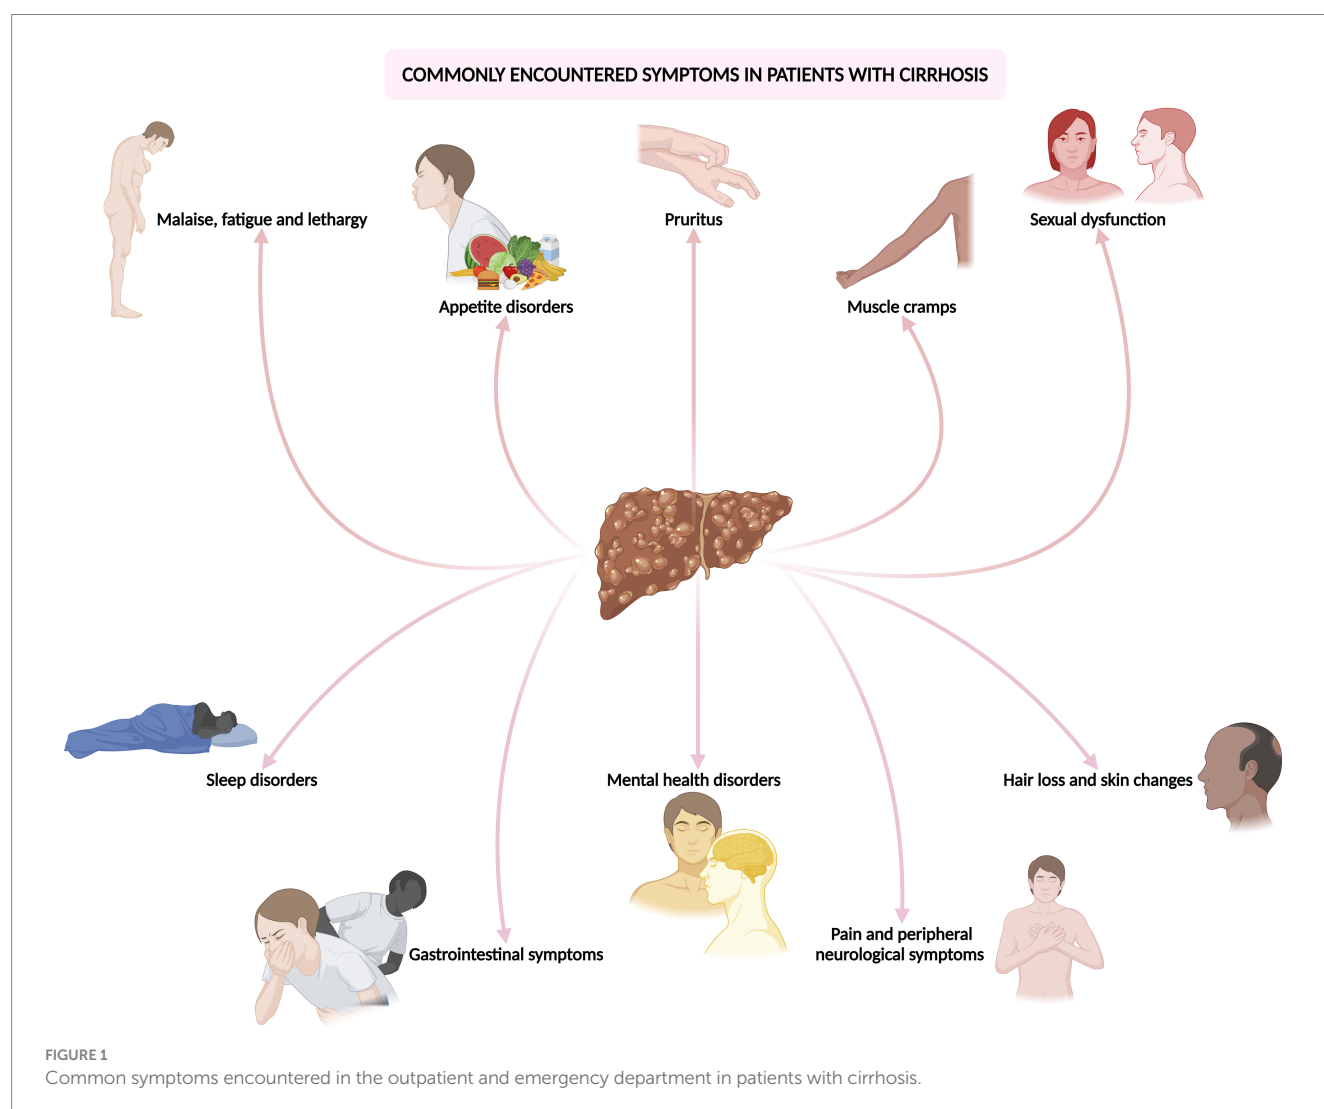 COMMONLY ENCOUNTERED SYMPTOMS IN PATIENTS WITH CIRRHOSIS
Malaise, fatigue and lethargy
Appetite disorders
Pruritus
Muscle cramps
Sexual dysfunction
Sleep disorders
Gastrointestinal symptoms
Mental health disorders
Pain and peripheral
neurological symptoms
Hair loss and skin changes
FIGURE 1
Common symptoms encountered in the outpatient and emergency department in patients with cirrhosis.